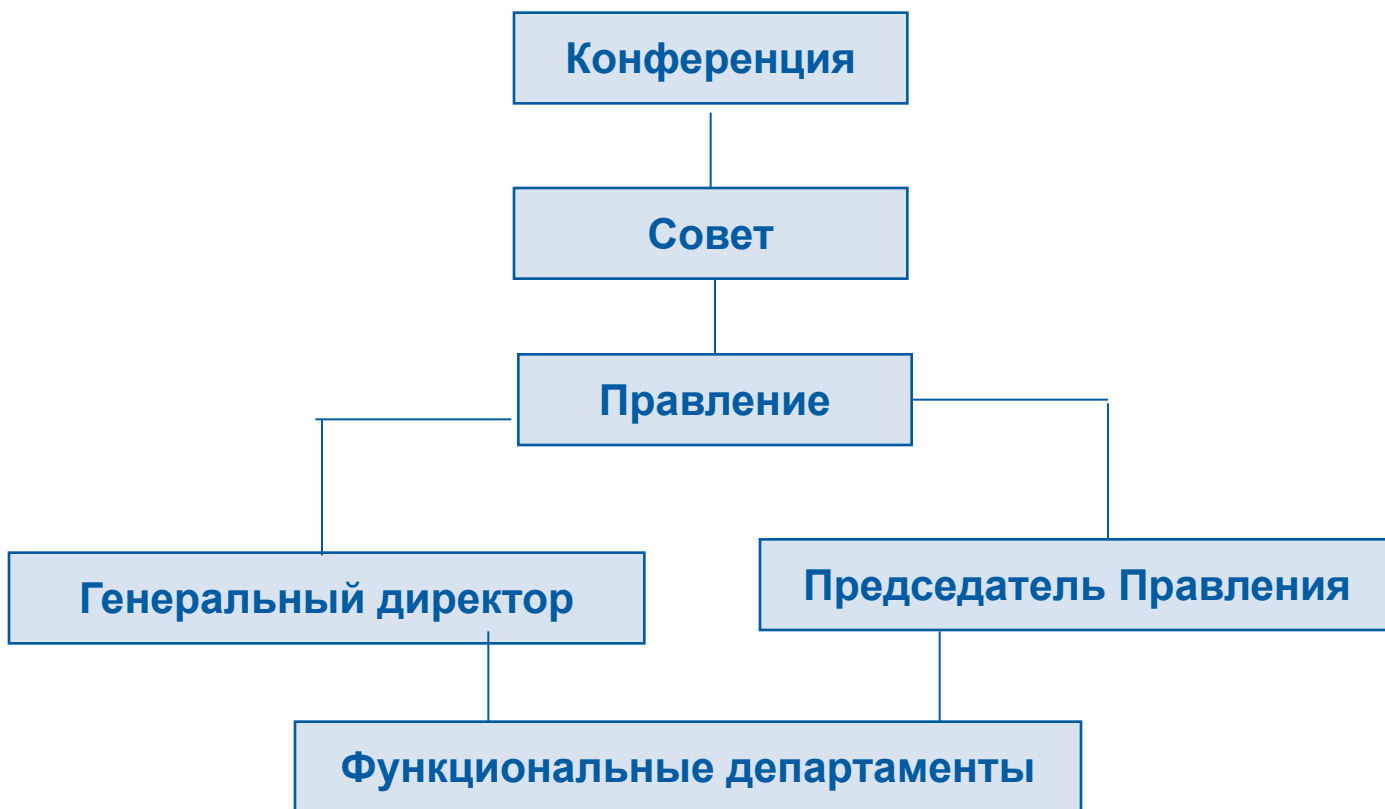 Конференция
Совет
Правление
Генеральный директор
Председатель Правления
Функциональные департаменты